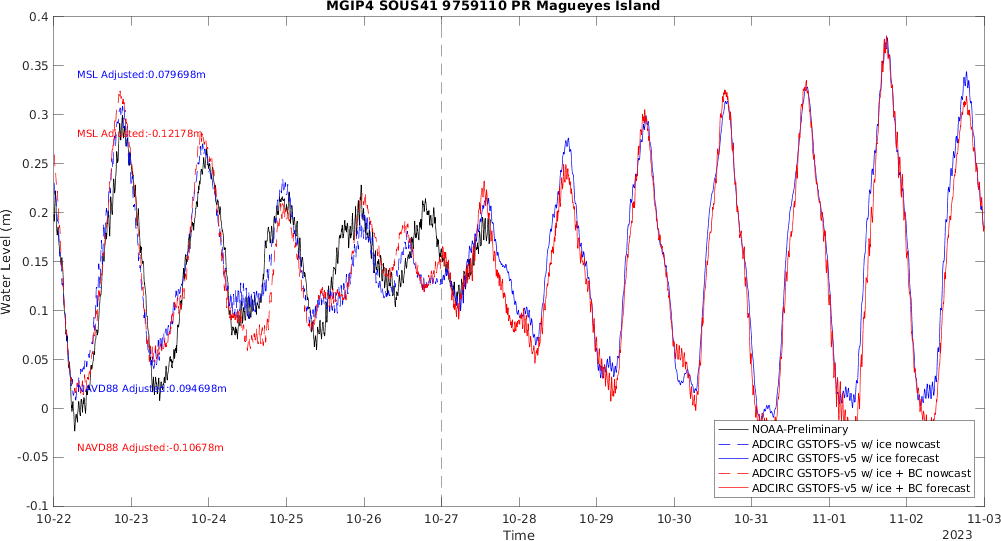 MGIP4 SOUS41 9759110 PR Magueyes Island
0.4
0.35
0.3
0.25
0.2
0.15
0.1
0.05
0
-0.05
-0.1
Water Level (m)
MSL Adjusted:0.079698m
MSL Adjusted:-0.12178m
NAVD88 Adjusted:0.094698m
NAVD88 Adjusted:-0.10678m
NOAA-Preliminary
ADCIRC GSTOFS-v5 w/ ice nowcast
ADCIRC GSTOFS-v5 w/ ice forecast
ADCIRC GSTOFS-v5 w/ ice + BC nowcast
ADCIRC GSTOFS-v5 w/ ice + BC forecast
10-22 10-23 10-24 10-25 10-26 10-27 10-28 10-29 10-30 10-31 11-01 11-02 11-03
Time
2023